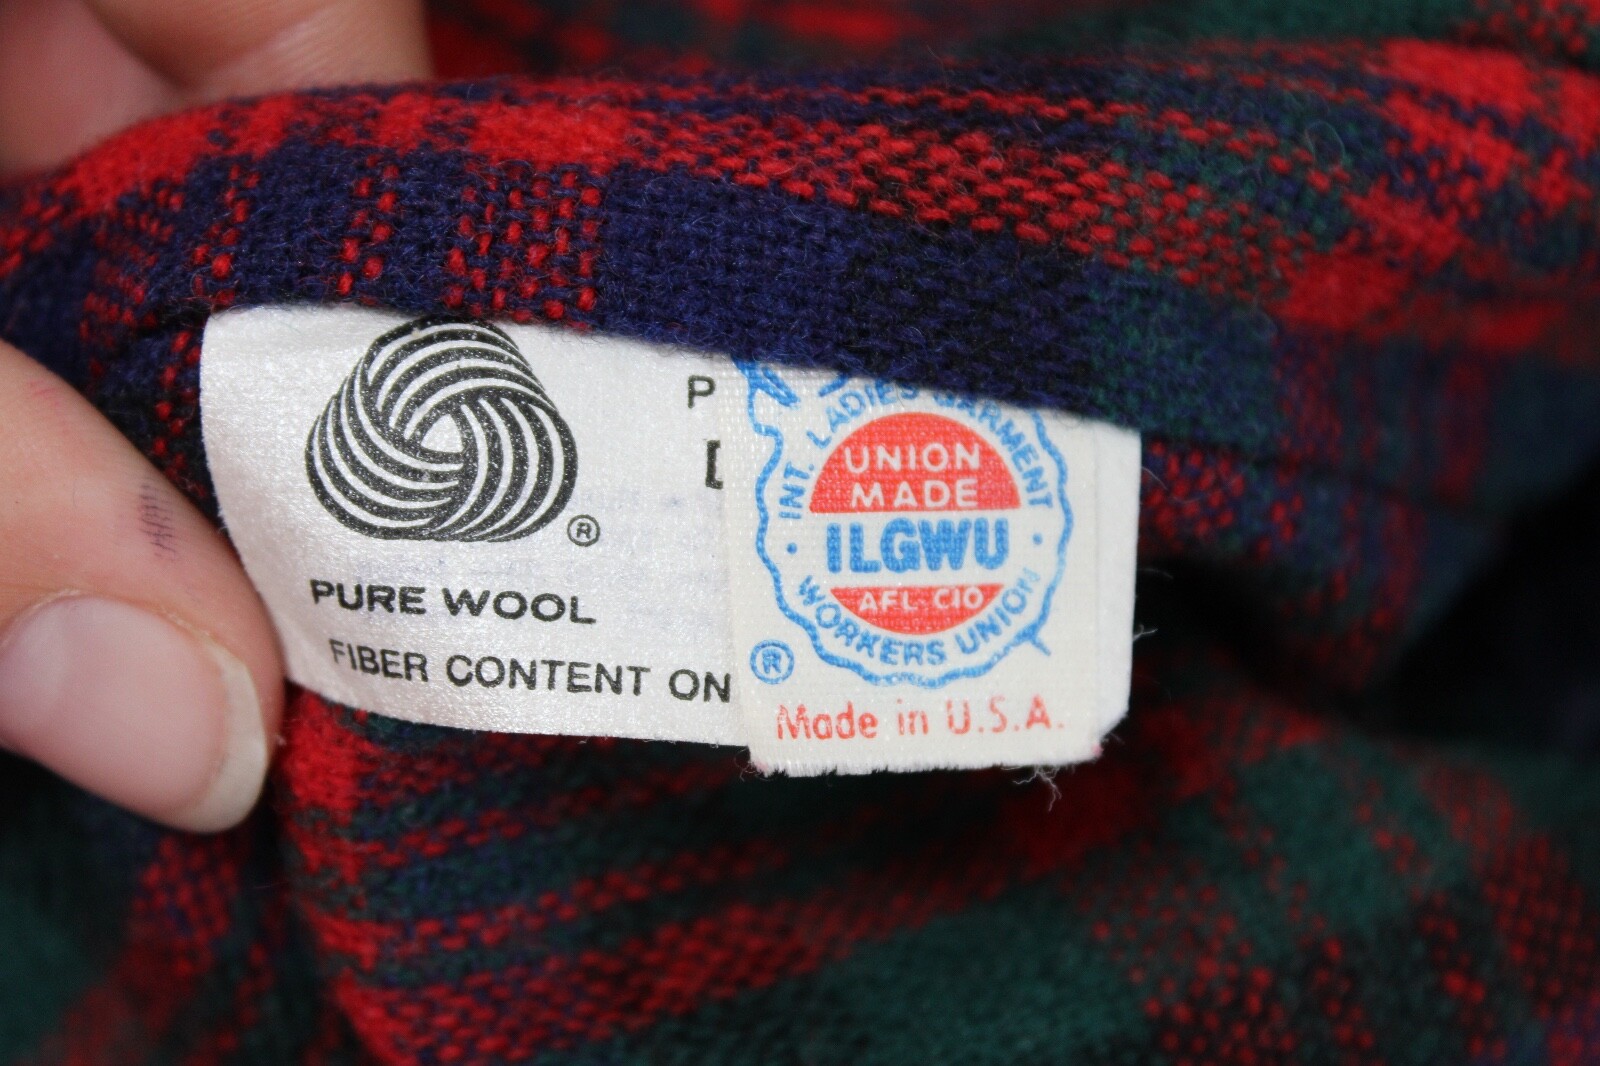 ®
PURE WOOL
FIBER CONTENT ON
P
INT. LADIES GARMENT
UNION
MADE
ILGWU
AFL-CIO
WORKERS UNION
®
Made in U.S.A.